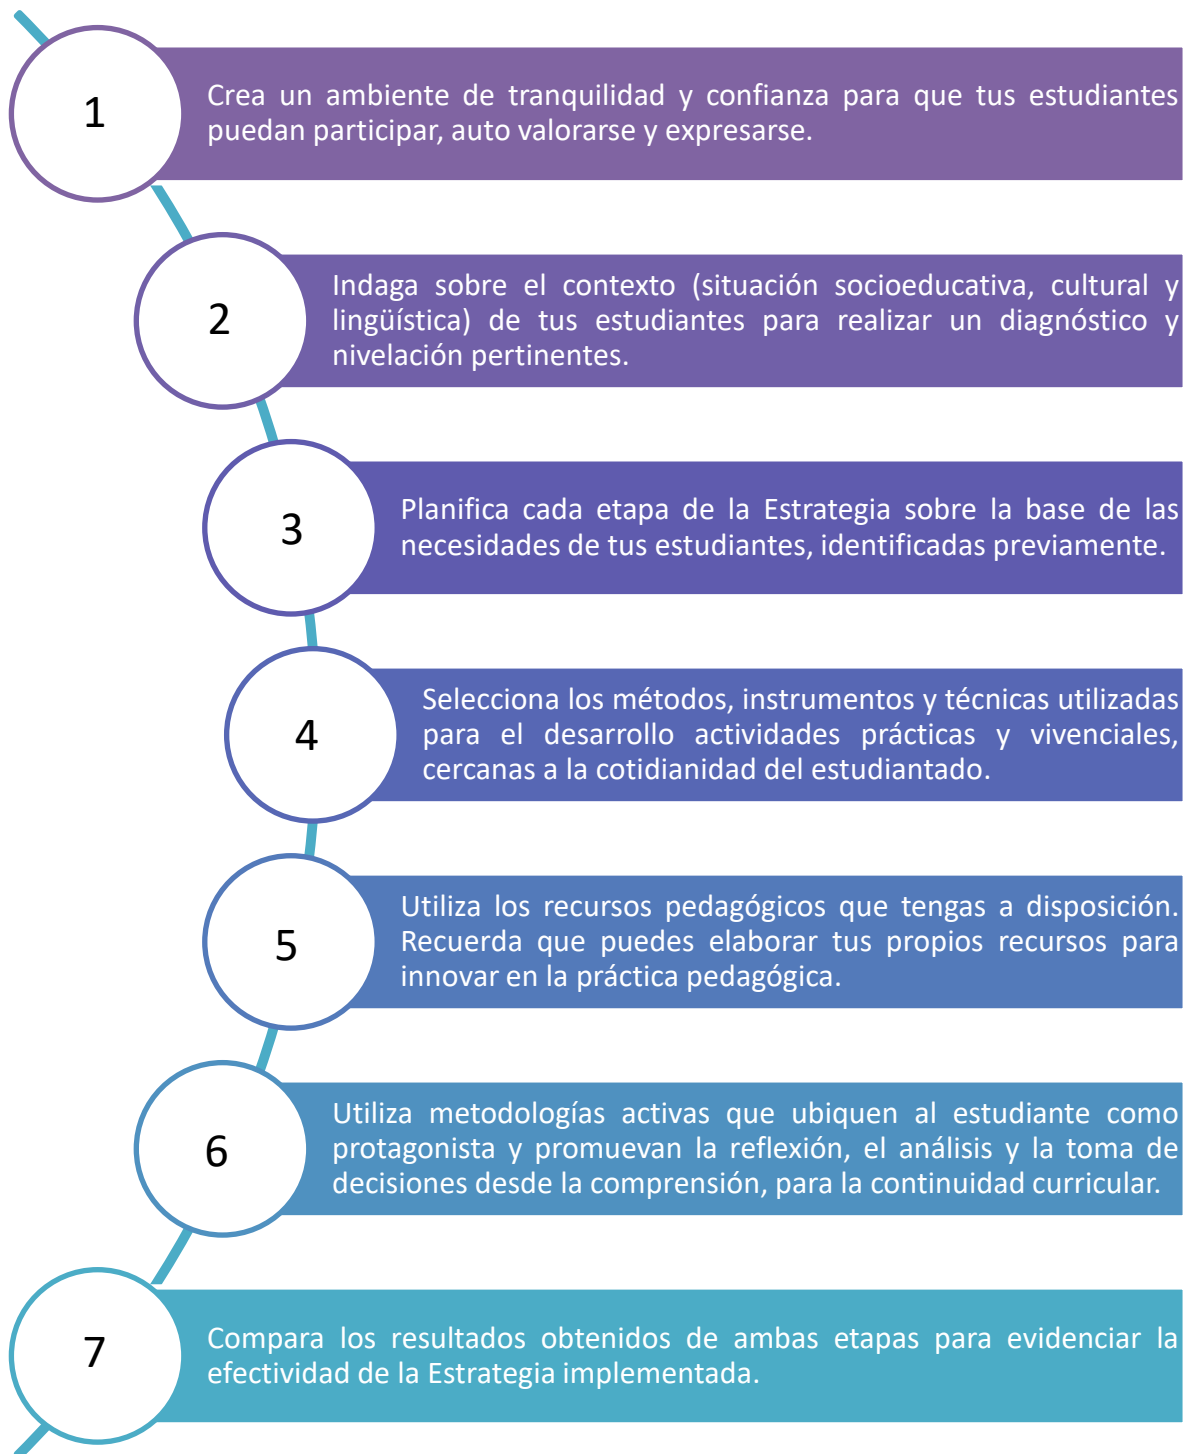 1
Crea un ambiente de tranquilidad y confianza para que tus estudiantes
puedan participar, auto valorarse y expresarse.
2
Indaga sobre el contexto (situación socioeducativa, cultural y
lingüística) de tus estudiantes para realizar un diagnóstico y
nivelación pertinentes.
3
Planifica cada etapa de la Estrategia sobre la base de las
necesidades de tus estudiantes, identificadas previamente.
4
Selecciona los métodos, instrumentos y técnicas utilizadas
para el desarrollo actividades prácticas y vivenciales,
cercanas a la cotidianidad del estudiantado.
5
Utiliza los recursos pedagógicos que tengas a disposición.
Recuerda que puedes elaborar tus propios recursos para
innovar en la práctica pedagógica.
6
Utiliza metodologías activas que ubiquen al estudiante como
protagonista y promuevan la reflexión, el análisis y la toma de
decisiones desde la comprensión, para la continuidad curricular.
7
Compara los resultados obtenidos de ambas etapas para evidenciar la
efectividad de la Estrategia implementada.